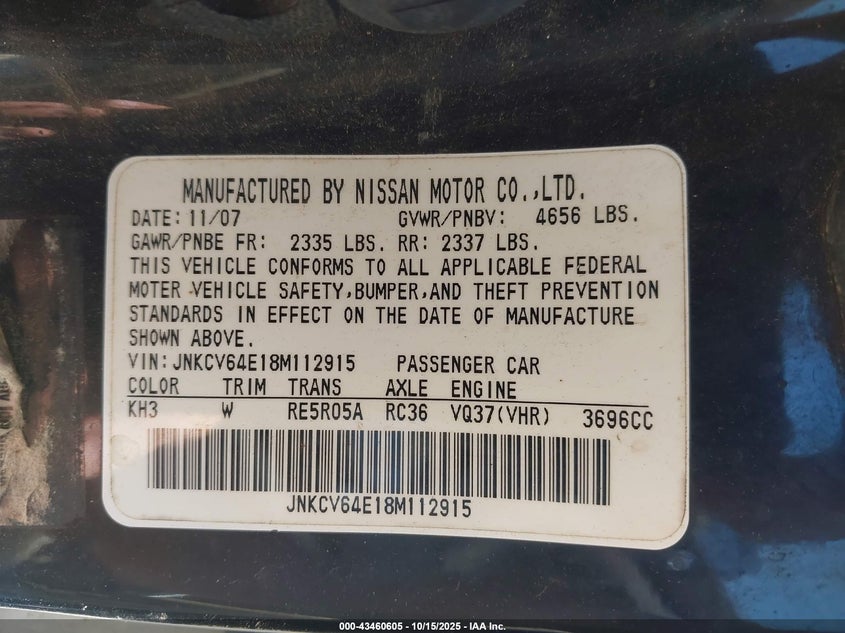 MANUFACTURED BY NISSAN MOTOR CO.,LTD.
DATE: 11/07 GVWR/PNBV: 4656 LBS.
GAWR/PNBE FR: 2335 LBS. RR: 2337 LBS.
THIS VEHICLE CONFORMS TO ALL APPLICABLE FEDERAL
MOTER VEHICLE SAFETY,BUMPER,AND THEFT PREVENTION
STANDARDS IN EFFECT ON THE DATE OF MANUFACTURE
SHOWN ABOVE.
VIN: JNKCV64E18M112915 PASSENGER CAR
COLOR TRIM TRANS AXLE ENGINE
KH3 W RE5R05A RC36 VQ37(VHR) 3696CC
JNKCV64E18M112915
000-43460605 - 10/15/2025 - IAA Inc.